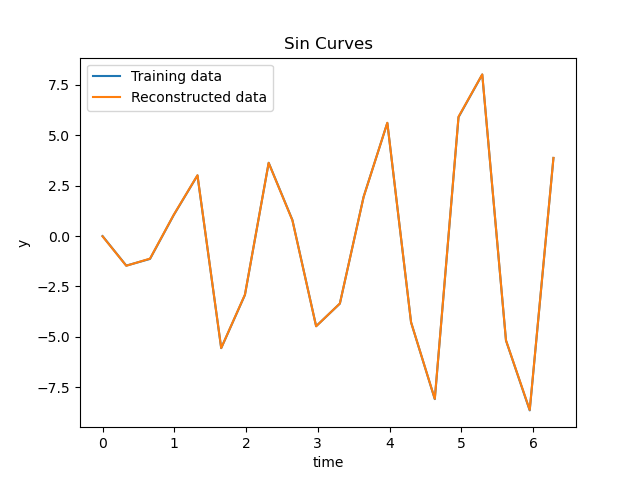 Sin Curves
Training data
Reconstructed data
7.5
5.0
2.5
0.0
−2.5
−5.0
−7.5
y
0 1 2 3 4 5 6
time